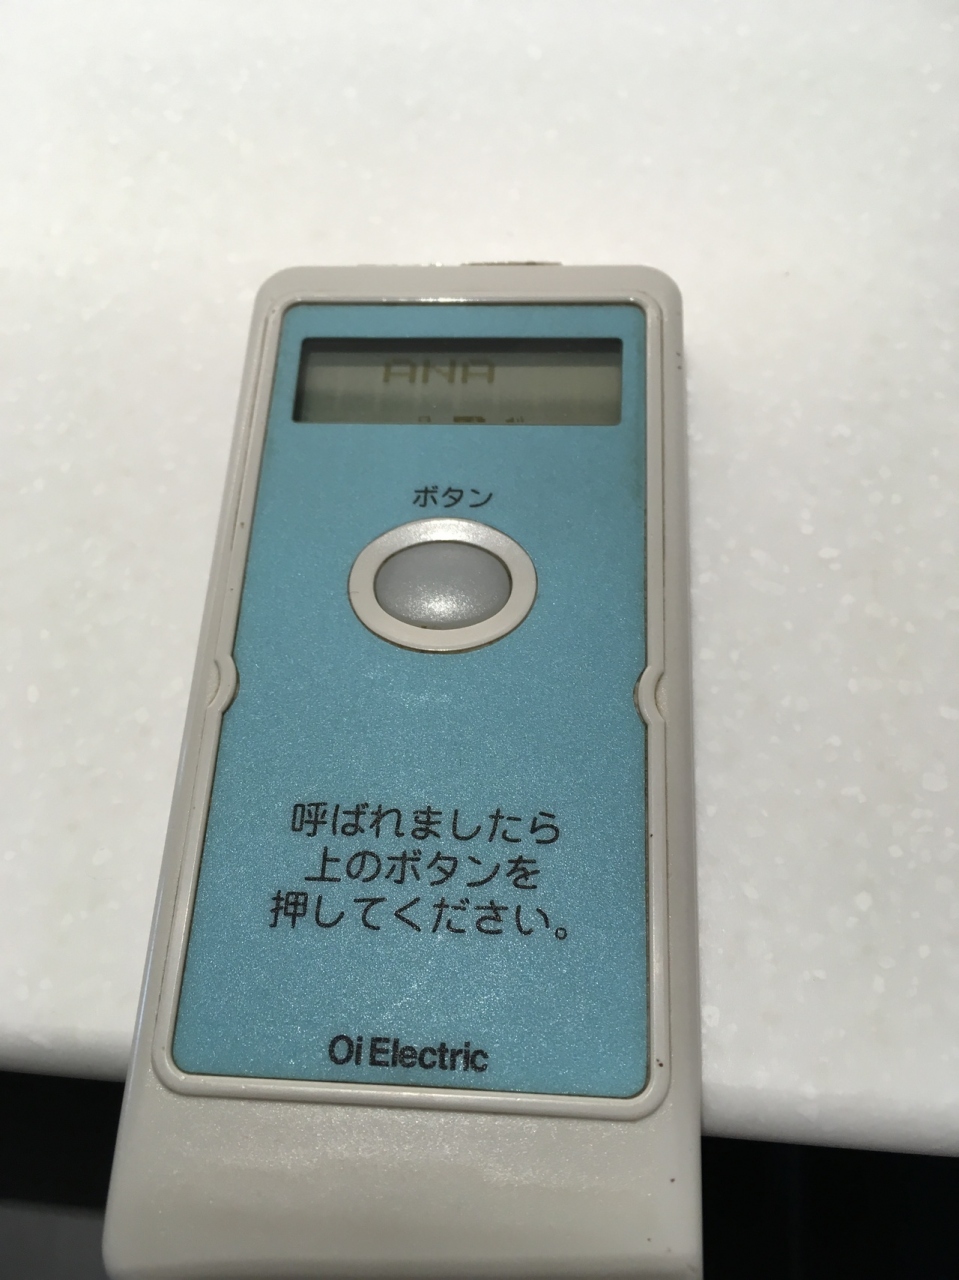 ANA
ボタン
呼ばれましたら
上のボタンを
押してください。
Oi Electric